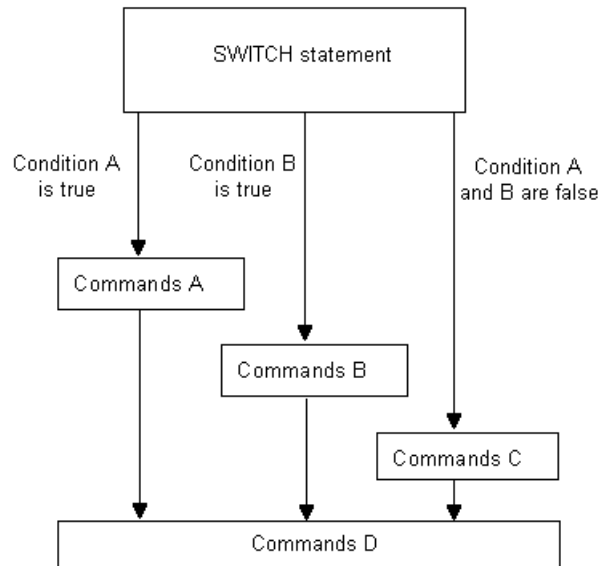 SWITCH statement
Condition A
is true
Condition B
is true
Condition A
and B are false
Commands A
Commands B
Commands C
Commands D